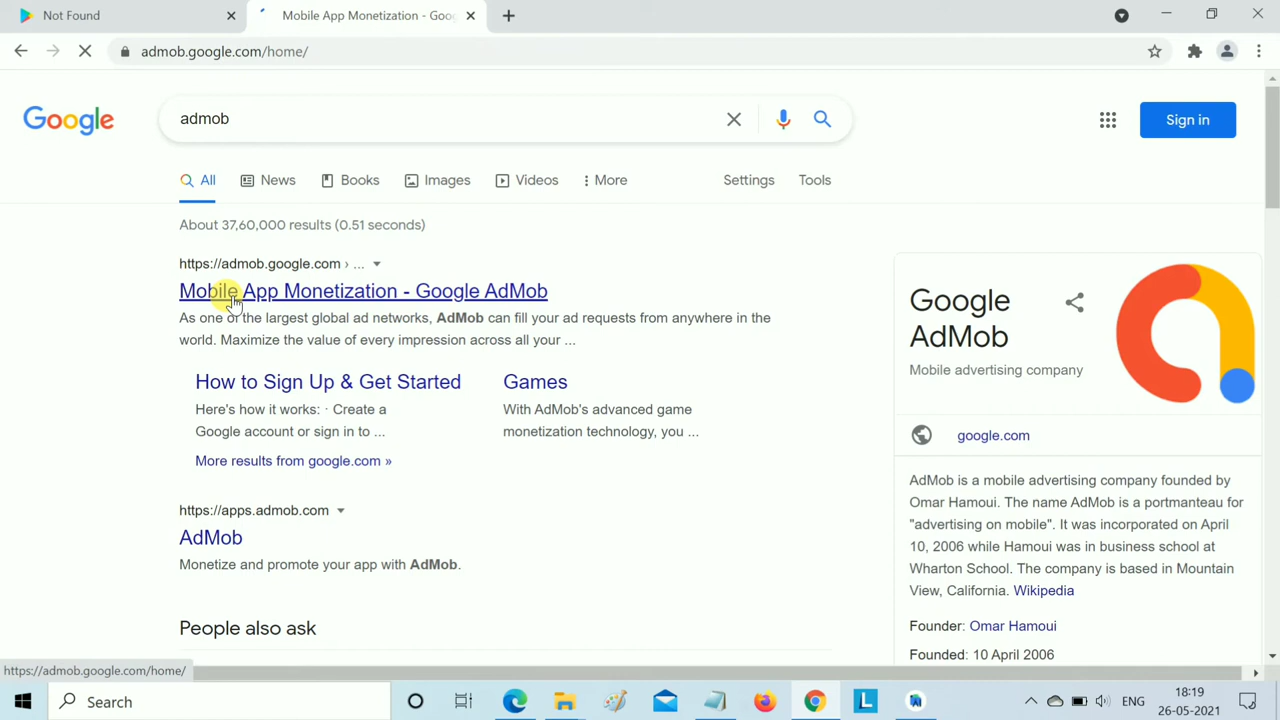 Not Found
Mobile App Monetization - Goo
admob.google.com/home/
Google
admob
Sign in
All
News
Books
Images
Videos
More
Settings
Tools
About 37,60,000 results (0.51 seconds)
https://admob.google.com › ...
Mobile App Monetization - Google AdMob
As one of the largest global ad networks, AdMob can fill your ad requests from anywhere in the
world. Maximize the value of every impression across all your ...
How to Sign Up & Get Started
Here's how it works: · Create a
Google account or sign in to ...
Games
With AdMob's advanced game
monetization technology, you ...
More results from google.com »
https://apps.admob.com
AdMob
Monetize and promote your app with AdMob.
People also ask
Google
AdMob
Mobile advertising company
google.com
AdMob is a mobile advertising company founded by
Omar Hamoui. The name AdMob is a portmanteau for
"advertising on mobile". It was incorporated on April
10, 2006 while Hamoui was in business school at
Wharton School. The company is based in Mountain
View, California. Wikipedia
Founder: Omar Hamoui
Founded: 10 April 2006
https://admob.google.com/home/
Search
L
ENG
18:19
26-05-2021